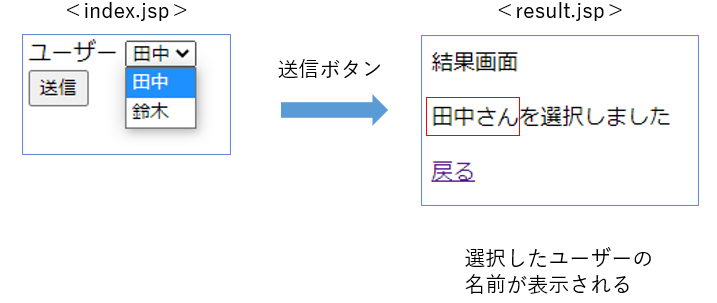 ＜index.jsp＞
ユーザー 田中
田中
鈴木
送信
送信ボタン
＜result.jsp＞
結果画面
田中さんを選択しました
戻る
選択したユーザーの
名前が表示される